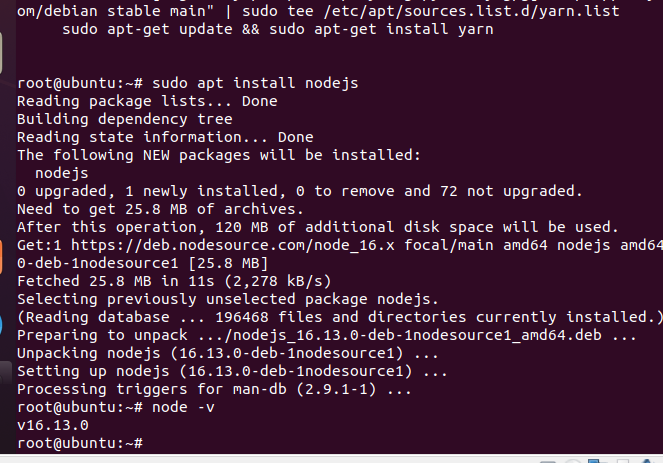 om/debian stable main" | sudo tee /etc/apt/sources.list.d/yarn.list
sudo apt-get update && sudo apt-get install yarn
root@ubuntu:~# sudo apt install nodejs
Reading package lists... Done
Building dependency tree
Reading state information... Done
The following NEW packages will be installed:
nodejs
0 upgraded, 1 newly installed, 0 to remove and 72 not upgraded.
Need to get 25.8 MB of archives.
After this operation, 120 MB of additional disk space will be used.
Get:1 https://deb.nodesource.com/node_16.x focal/main amd64 nodejs amd64
0-deb-1nodesource1 [25.8 MB]
Fetched 25.8 MB in 11s (2,278 kB/s)
Selecting previously unselected package nodejs.
(Reading database ... 196468 files and directories currently installed.)
Preparing to unpack .../nodejs_16.13.0-deb-1nodesource1_amd64.deb ...
Unpacking nodejs (16.13.0-deb-1nodesource1) ...
Setting up nodejs (16.13.0-deb-1nodesource1) ...
Processing triggers for man-db (2.9.1-1) ...
root@ubuntu:~# node -v
v16.13.0
root@ubuntu:~#